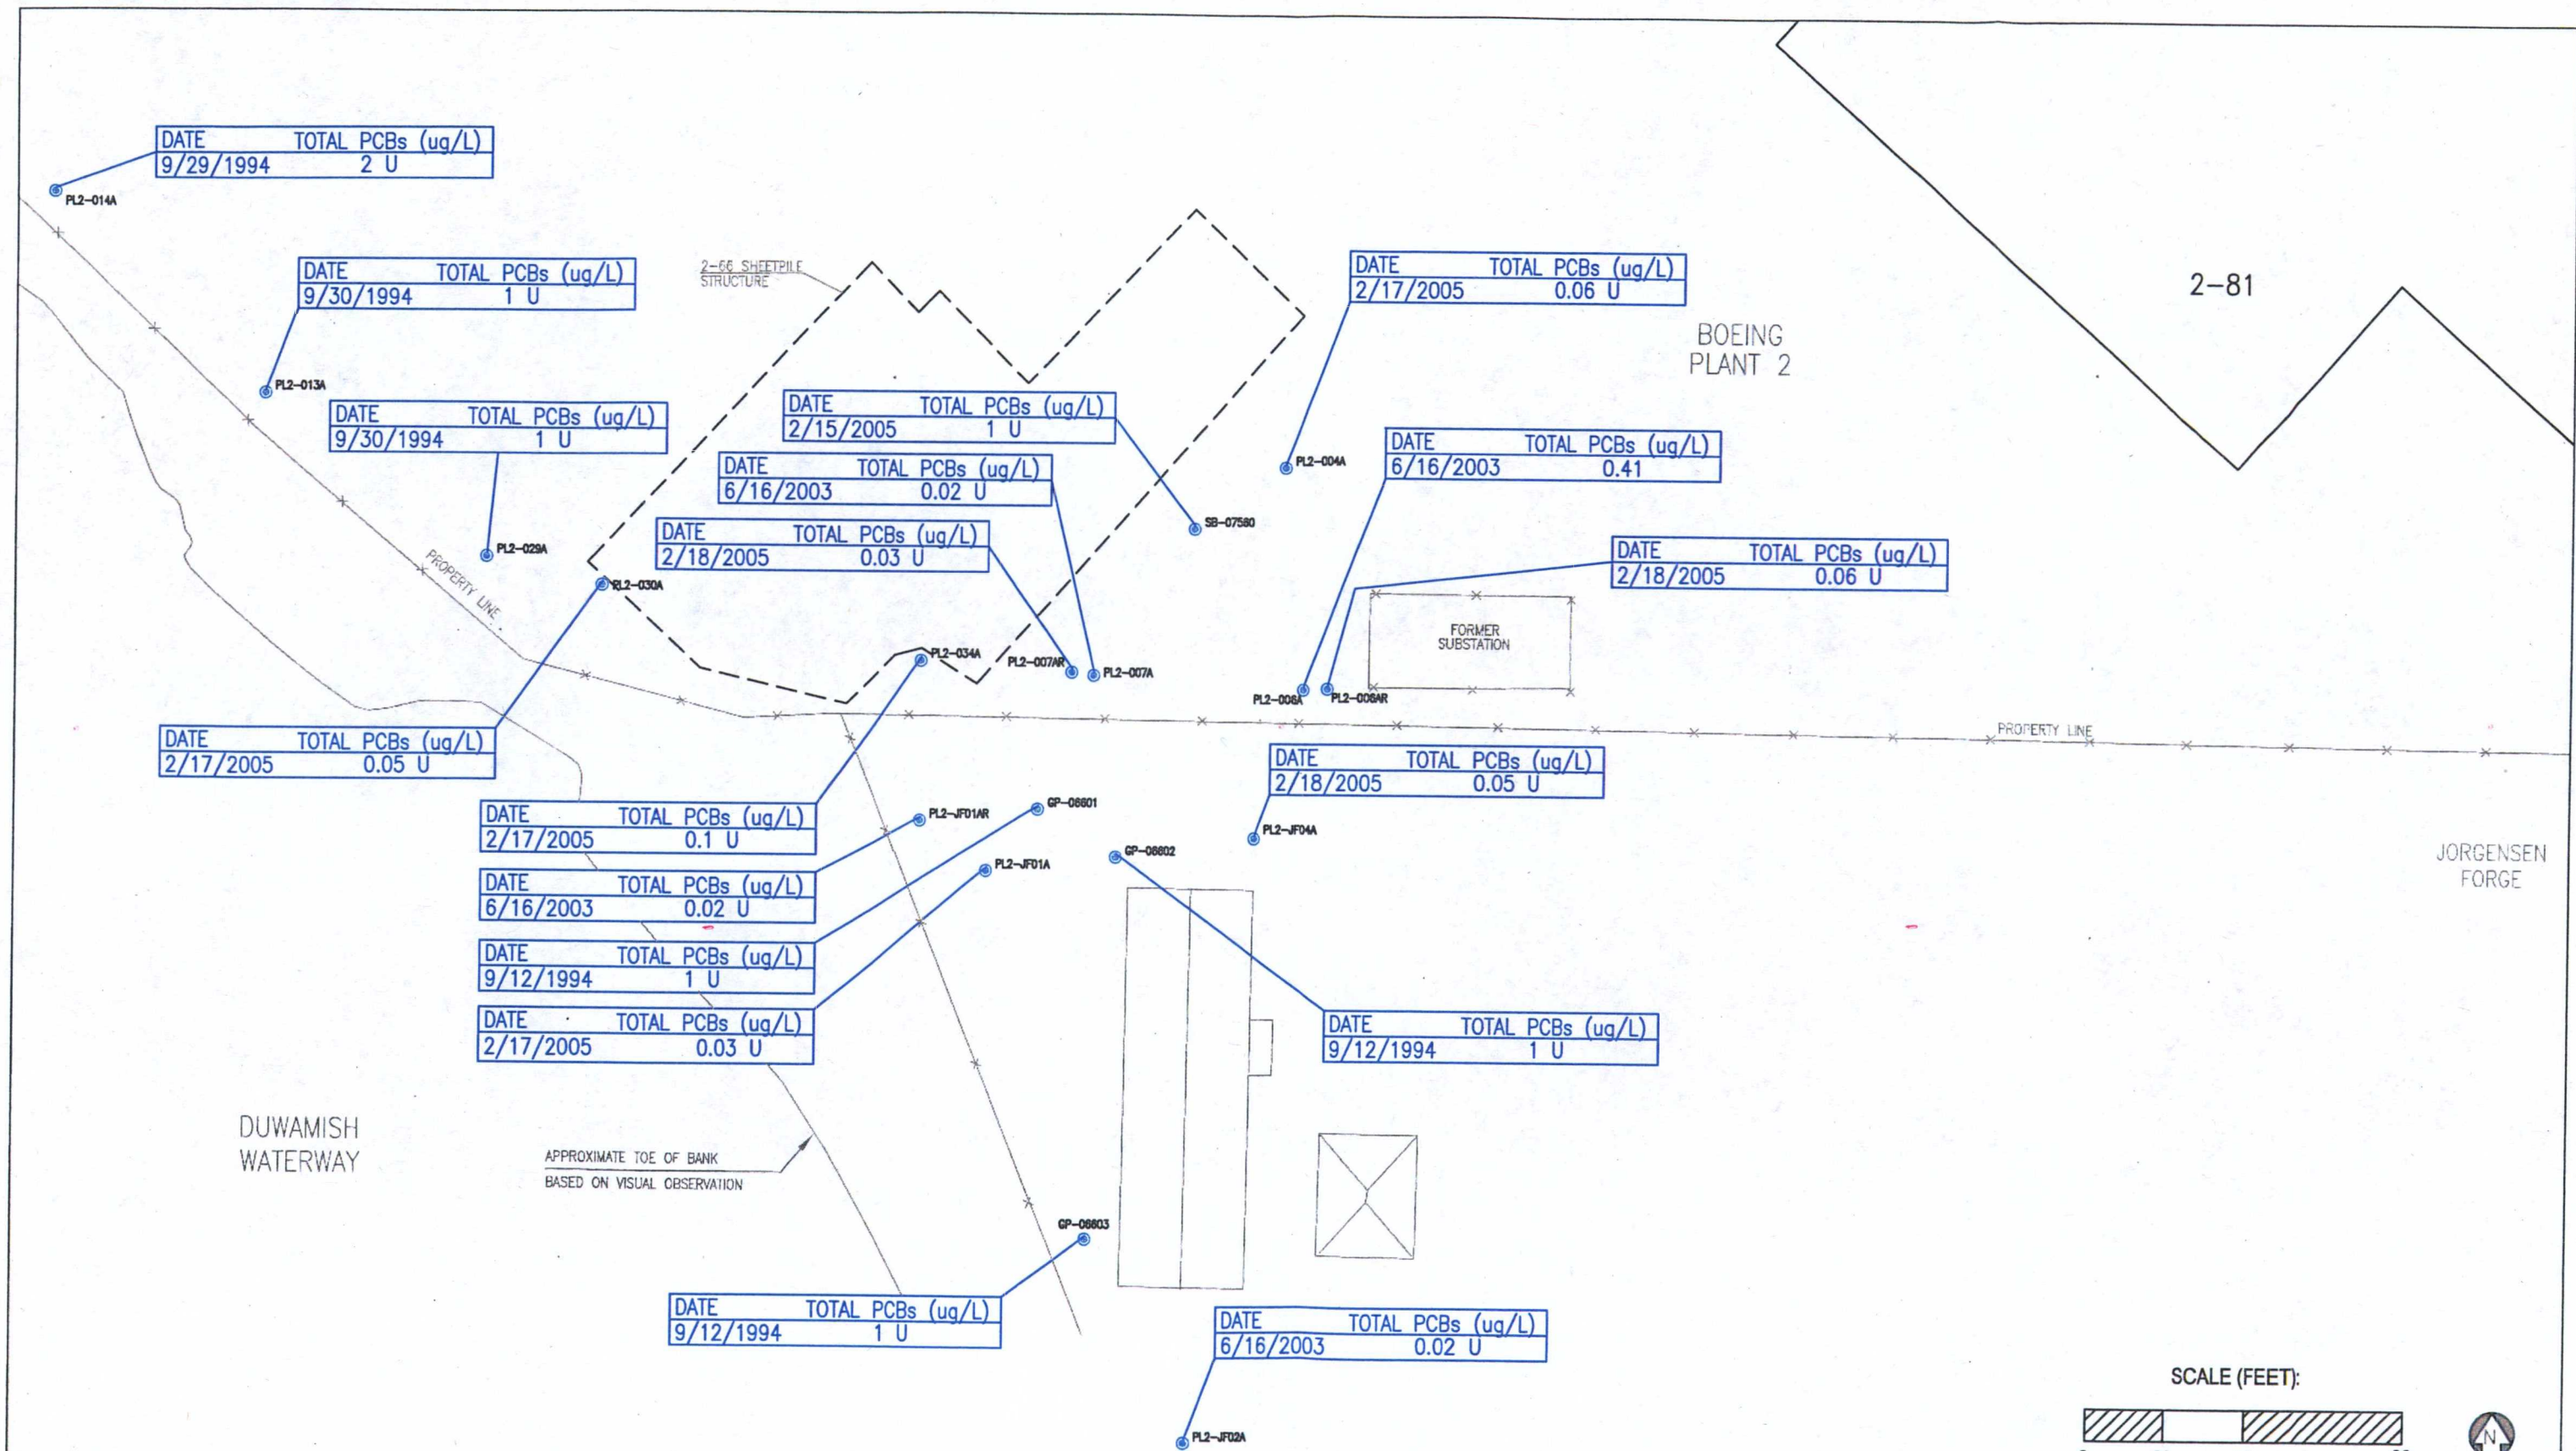 DATE TOTAL PCBs (ug/L)
9/29/1994 2 U
PL2-014A
DATE TOTAL PCBs (ug/L)
9/30/1994 1 U
PL2-013A
2-66 SHEETPILE
STRUCTURE
DATE TOTAL PCBs (ug/L)
2/17/2005 0.06 U
PL2-004A
2-81
BOEING
PLANT 2
DATE TOTAL PCBs (ug/L)
9/30/1994 1 U
PL2-029A
DATE TOTAL PCBs (ug/L)
2/15/2005 1 U
SB-07560
DATE TOTAL PCBs (ug/L)
6/16/2003 0.02 U
DATE TOTAL PCBs (ug/L)
2/18/2005 0.03 U
DATE TOTAL PCBs (ug/L)
6/16/2003 0.41
DATE TOTAL PCBs (ug/L)
2/18/2005 0.06 U
PROPERTY LINE
PL2-030A
FORMER
SUBSTATION
PL2-034A
PL2-007AR
PL2-007A
PL2-006A
PL2-006AR
PROPERTY LINE
DATE TOTAL PCBs (ug/L)
2/17/2005 0.05 U
DATE TOTAL PCBs (ug/L)
2/18/2005 0.05 U
PL2-JF04A
DATE TOTAL PCBs (ug/L)
2/17/2005 0.1 U
PL2-JF01AR
GP-06601
DATE TOTAL PCBs (ug/L)
6/16/2003 0.02 U
PL2-JF01A
GP-06602
JORGENSEN
FORGE
DATE TOTAL PCBs (ug/L)
9/12/1994 1 U
DATE TOTAL PCBs (ug/L)
2/17/2005 0.03 U
DATE TOTAL PCBs (ug/L)
9/12/1994 1 U
DUWAMISH
WATERWAY
APPROXIMATE TOE OF BANK
BASED ON VISUAL OBSERVATION
GP-06603
DATE TOTAL PCBs (ug/L)
9/12/1994 1 U
DATE TOTAL PCBs (ug/L)
6/16/2003 0.02 U
PL2-JF02A
SCALE (FEET):
N